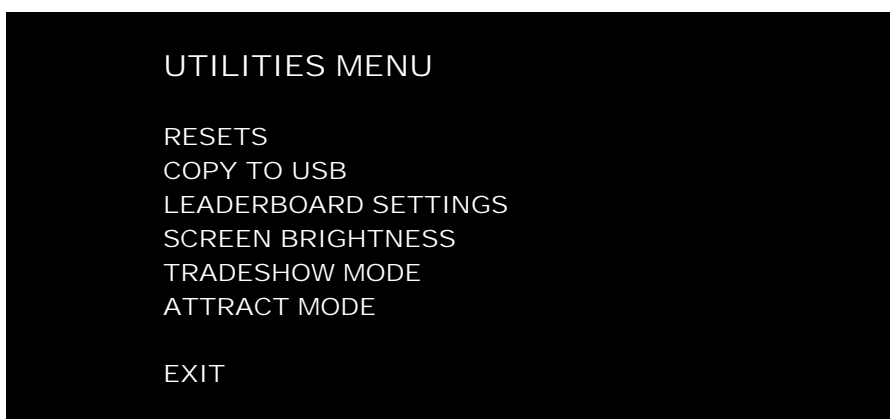 UTILITIES MENU
RESETS
COPY TO USB
LEADERBOARD SETTINGS
SCREEN BRIGHTNESS
TRADESHOW MODE
ATTRACT MODE
EXIT